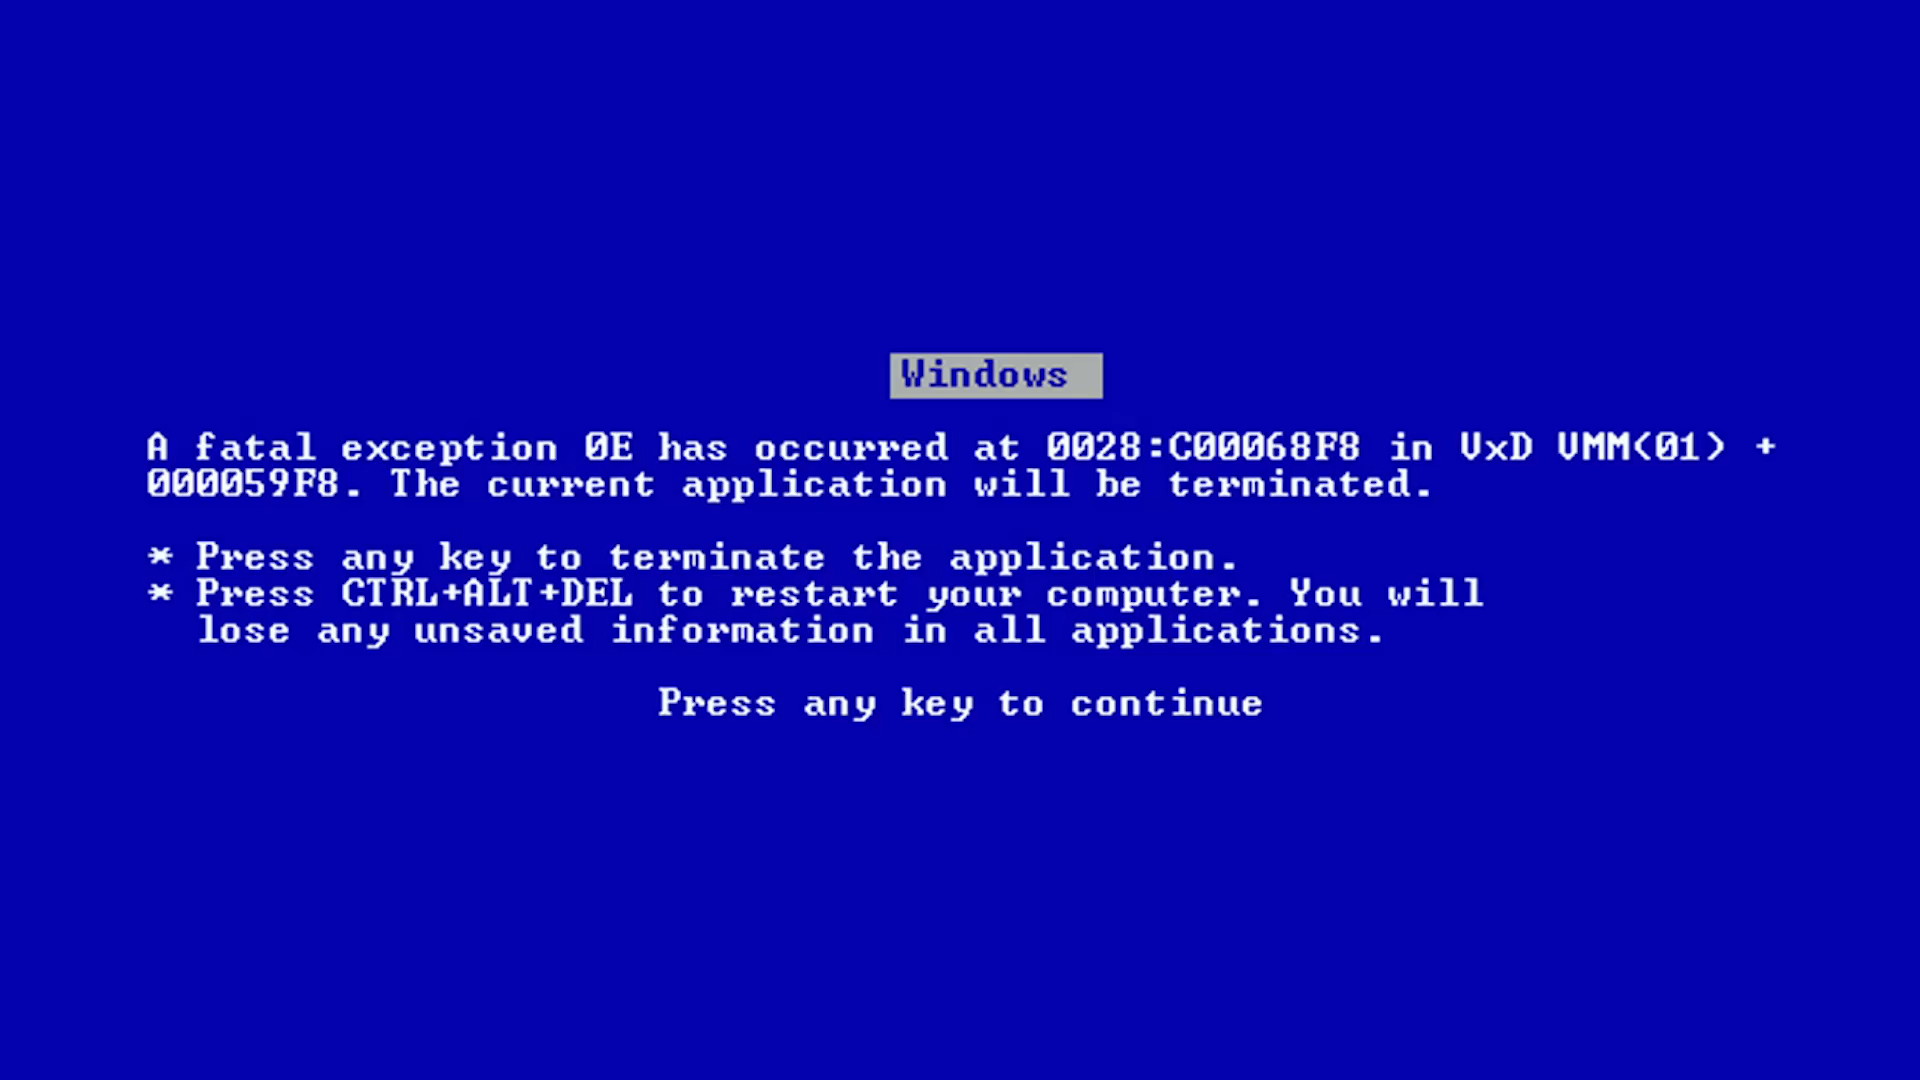 Windows
A fatal exception 0E has occurred at 0028:C00068F8 in VxD VMM(01) +
000059F8. The current application will be terminated.
* Press any key to terminate the application.
* Press CTRL+ALT+DEL to restart your computer. You will
lose any unsaved information in all applications.
Press any key to continue